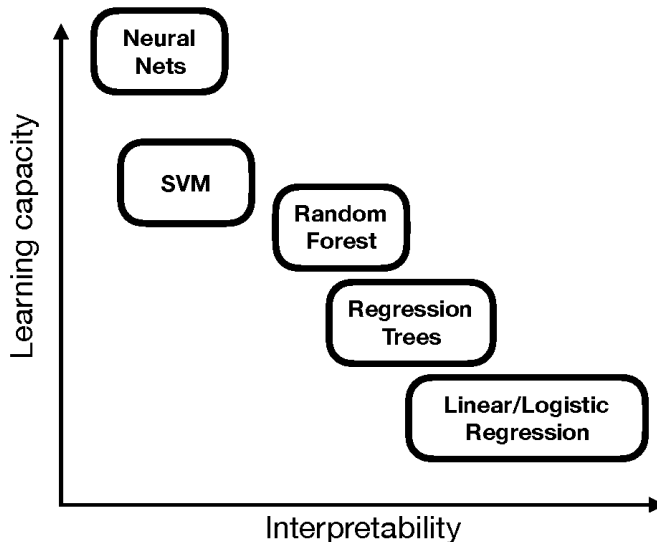 Neural
Nets
SVM
Random
Forest
Regression
Trees
Linear/Logistic
Regression
Learning capacity
Interpretability